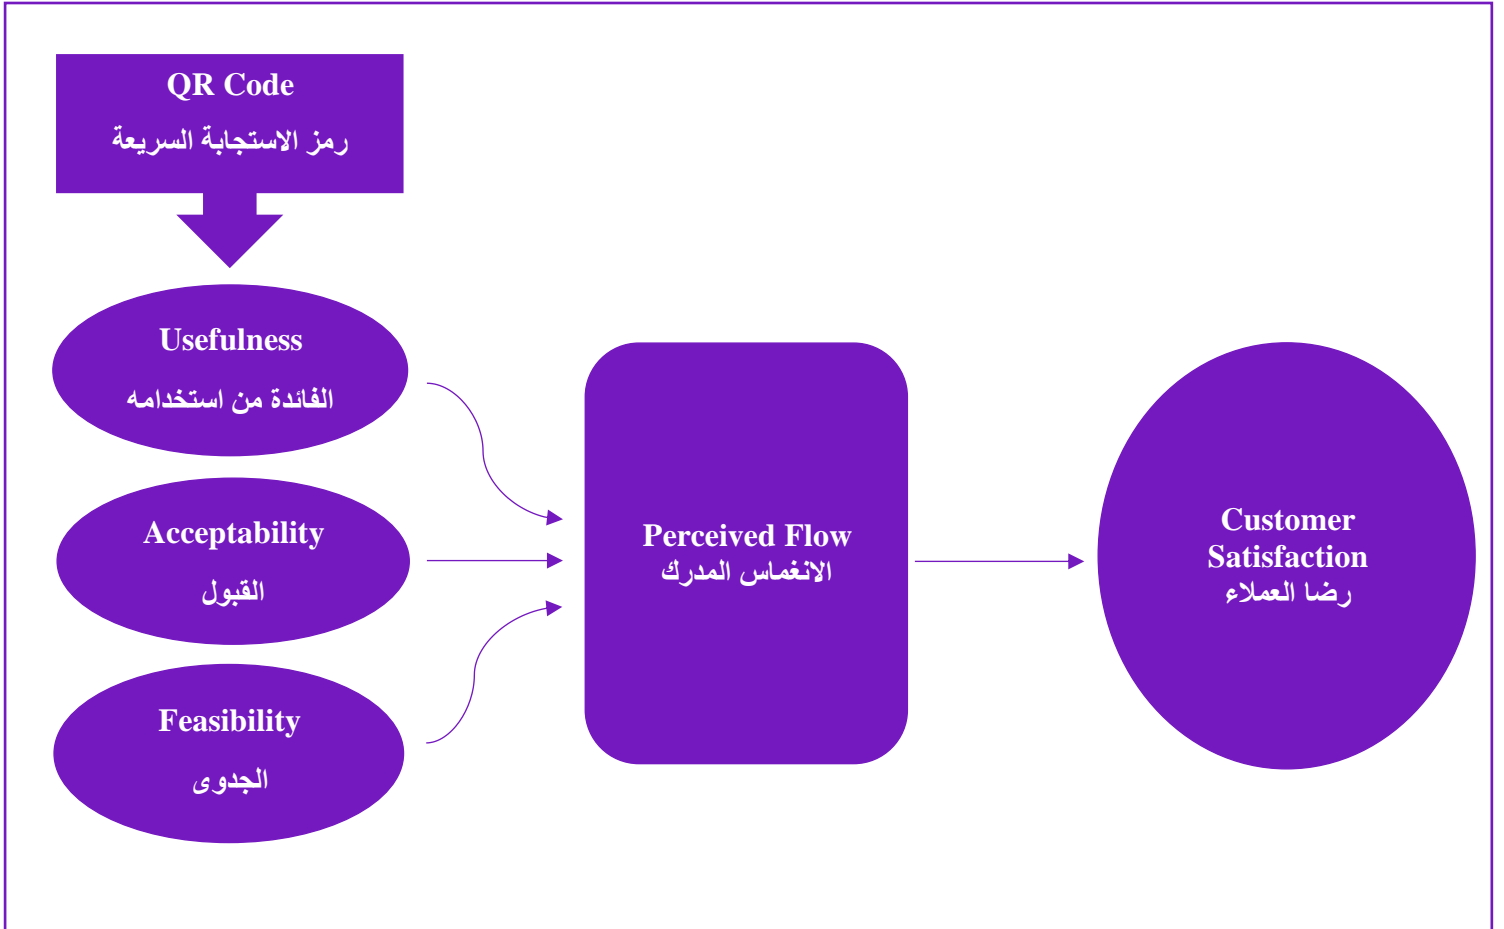 QR Code
رمز الاستجابة السريعة
Usefulness
الفائدة من استخدامه
Acceptability
القبول
Feasibility
الجدوى
Perceived Flow
الانغماس المدرك
Customer
Satisfaction
رضا العملاء